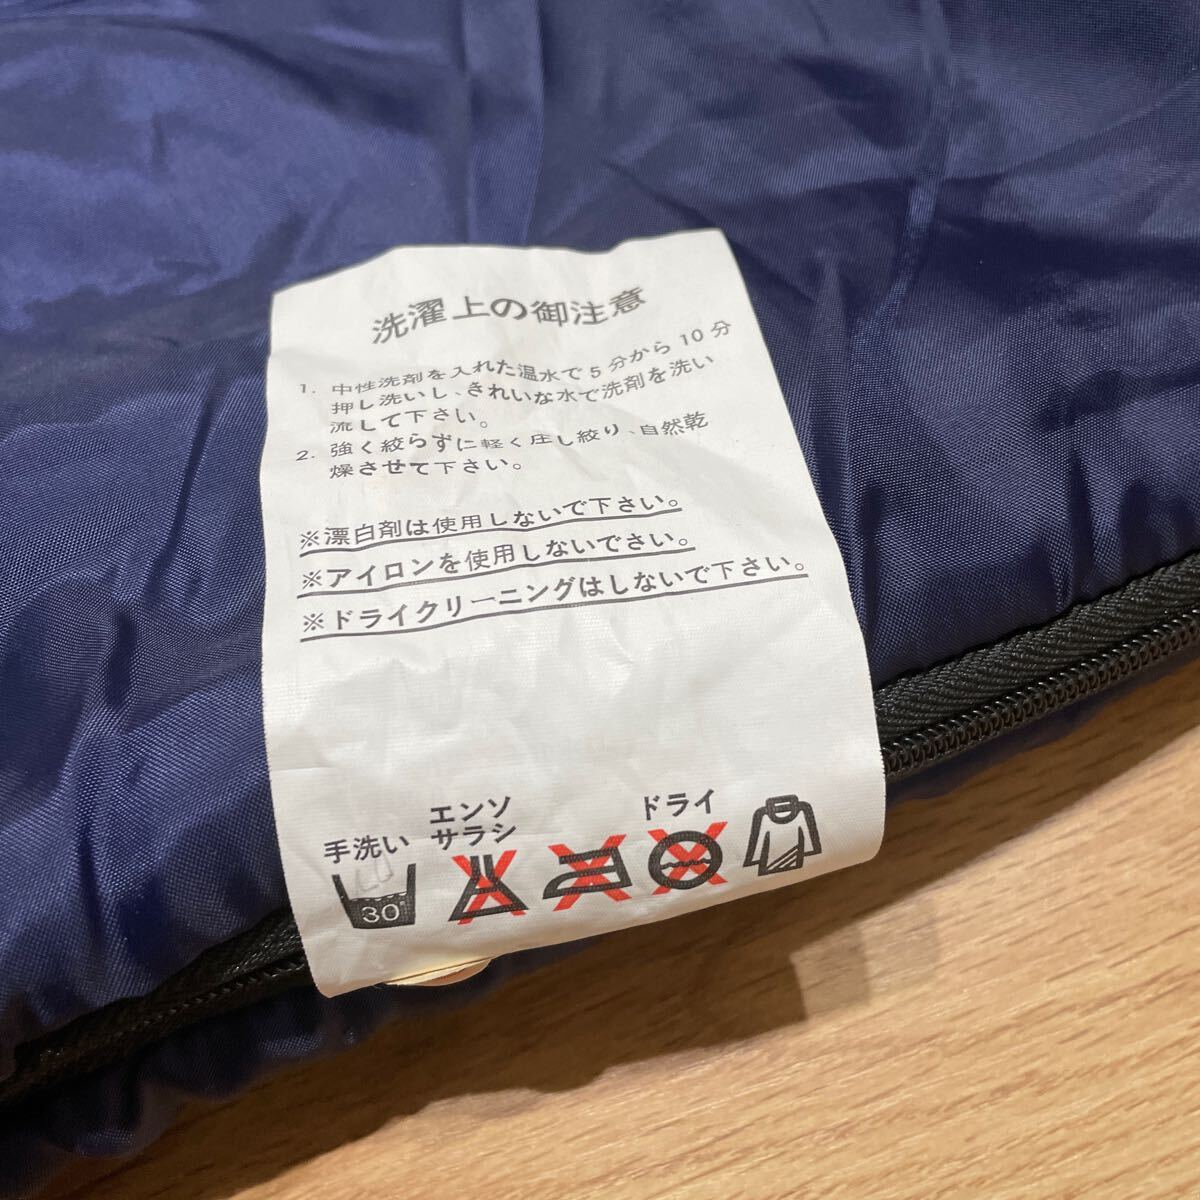 洗濯上の御注意
1. 中性洗剤を入れた温水で5分から10分
押し洗いし、きれいな水で洗剤を洗い
流して下さい。
2. 強く絞らずに軽く圧し絞り、自然乾
燥させて下さい。
※漂白剤は使用しないで下さい。
※アイロンを使用しないでさい。
※ドライクリーニングはしないで下さい。
手洗い
30
エンソ
サラシ
ドライ